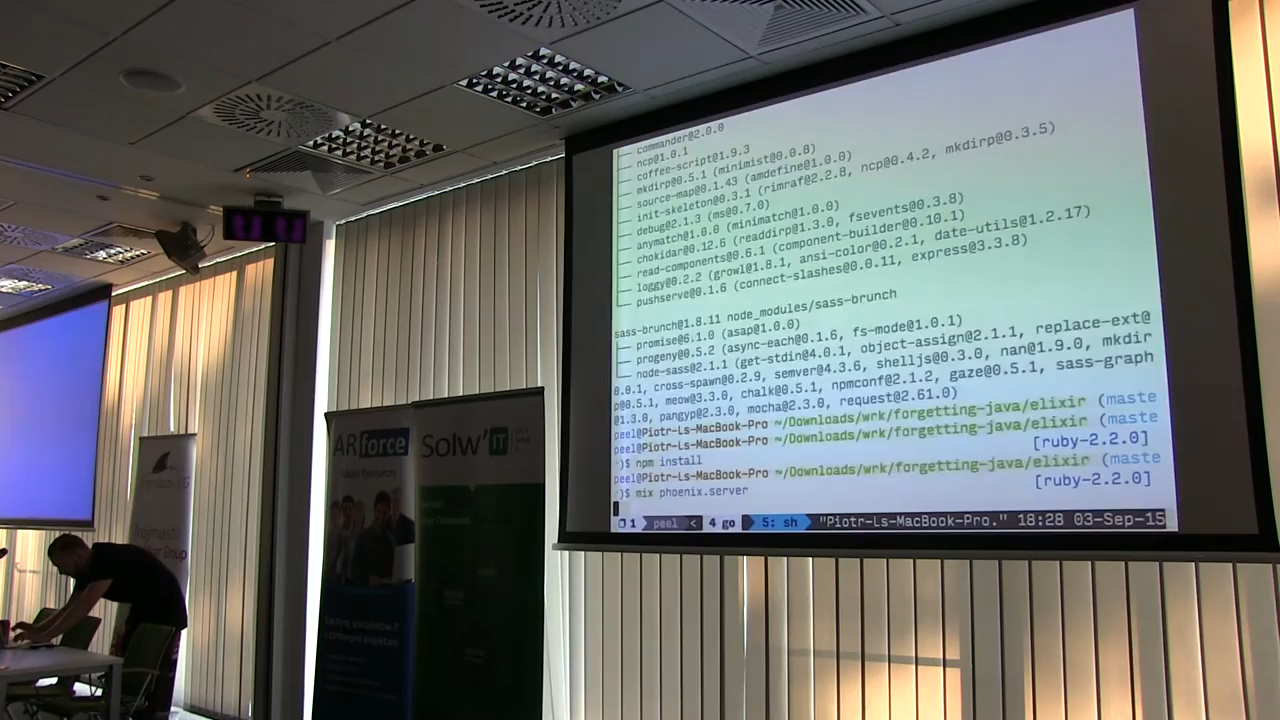 commander@2.0.0
ncp@1.0.1
coffee-script@1.9.3
mkdirp@0.5.1 (minimist@0.0.8)
source-map@0.1.43 (amdefine@1.0.0)
init-skeleton@0.3.1 (rimraf@2.2.8, ncp@0.4.2, mkdirp@0.3.5)
debug@2.1.3 (ms@0.7.0)
anymatch@1.0.0 (minimatch@1.0.0)
chokidar@0.12.6 (readdirp@1.3.0, fsevents@0.3.8)
read-components@0.6.1 (component-builder@0.10.1)
loggy@0.2.2 (growl@1.8.1, ansi-color@0.2.1, date-utils@1.2.17)
pushserve@0.1.6 (connect-slashes@0.0.11, express@3.3.8)
sass-brunch@1.8.11 node_modules/sass-brunch
promise@6.1.0 (asap@1.0.0)
progeny@0.5.2 (async-each@0.1.6, fs-mode@1.0.1)
node-sass@2.1.1 (get-stdin@4.0.1, object-assign@2.1.1, replace-ext@
0.0.1, cross-spawn@0.2.9, semver@4.3.6, shelljs@0.3.0, nan@1.9.0, mkdir
p@0.5.1, meow@3.3.0, chalk@0.5.1, npmconf@2.1.2, gaze@0.5.1, sass-graph
@1.3.0, pangyp@2.3.0, mocha@2.3.0, request@2.61.0)
peel@Piotr-Ls-MacBook-Pro ~/Downloads/wrk/forgetting-java/elixir (maste
peel@Piotr-Ls-MacBook-Pro ~/Downloads/wrk/forgetting-java/elixir (maste
r)$ npm install [ruby-2.2.0]
peel@Piotr-Ls-MacBook-Pro ~/Downloads/wrk/forgetting-java/elixir (maste
r)$ mix phoenix.server [ruby-2.2.0]
1 peel < 4 go 5: sh "Piotr-Ls-MacBook-Pro." 18:28 03-Sep-15
ARforce
Solw'IT